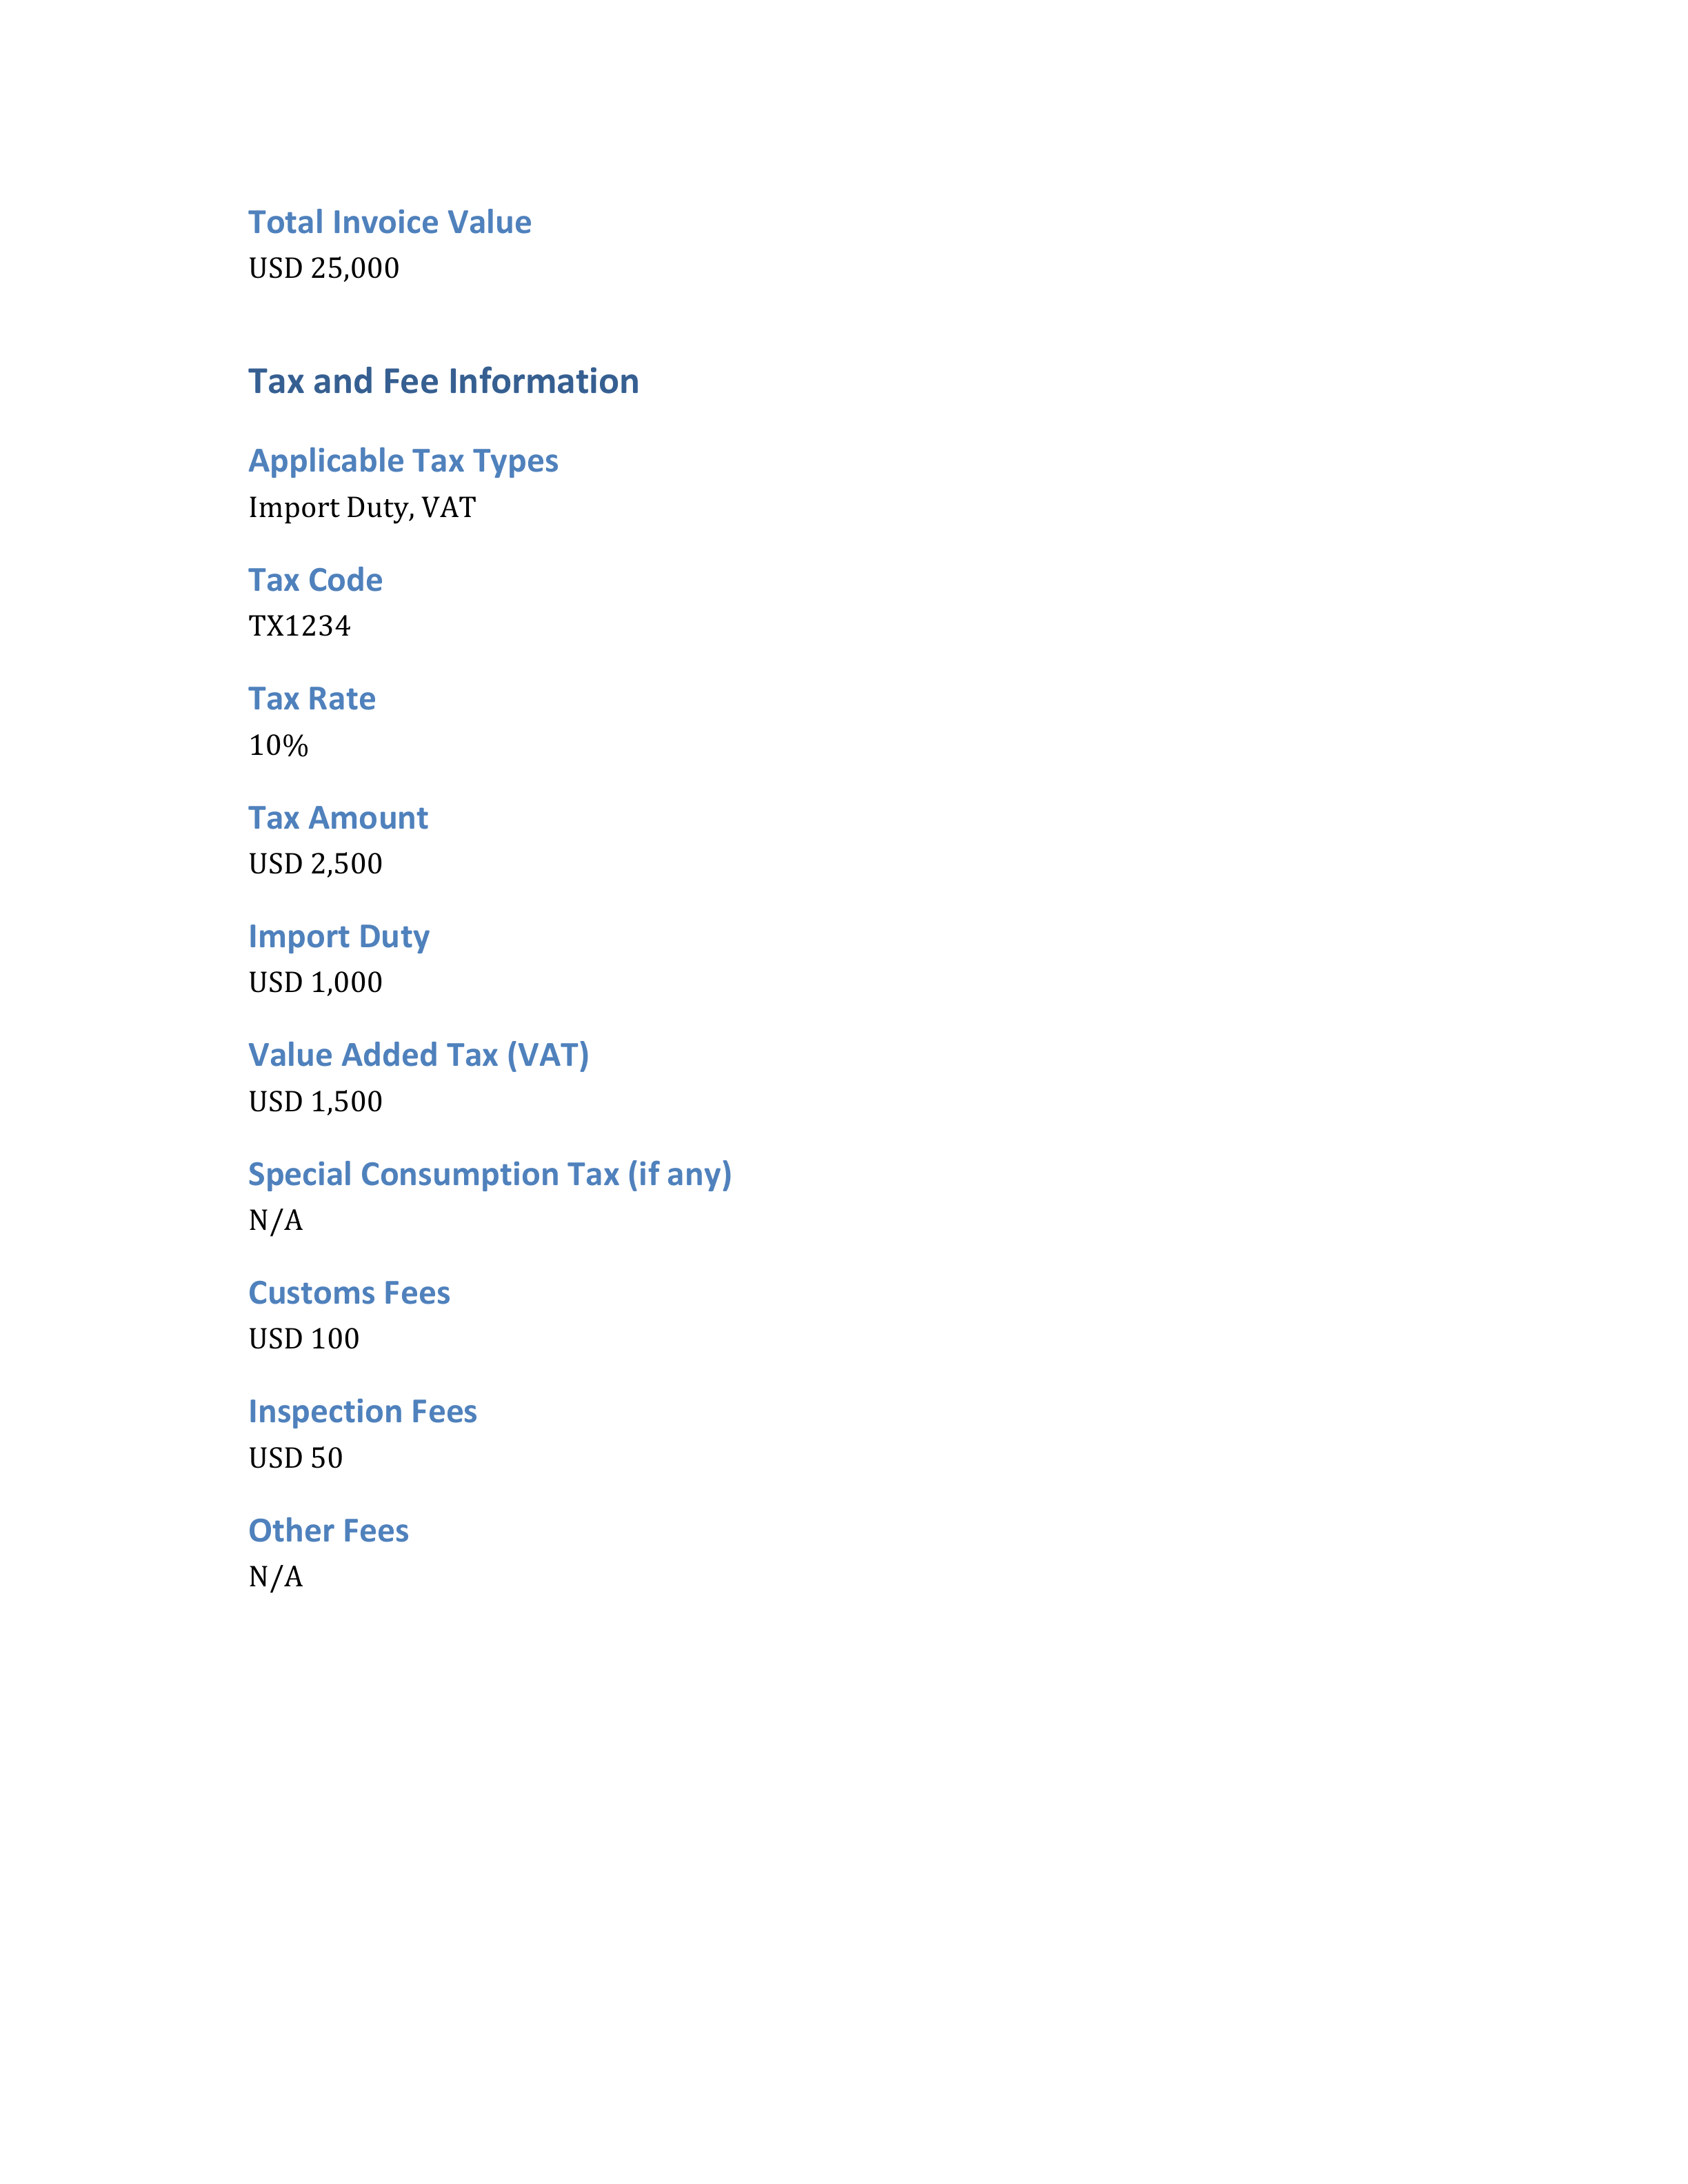 Total Invoice Value
USD 25,000
Tax and Fee Information
Applicable Tax Types
Import Duty, VAT
Tax Code
TX1234
Tax Rate
10%
Tax Amount
USD 2,500
Import Duty
USD 1,000
Value Added Tax (VAT)
USD 1,500
Special Consumption Tax (if any)
N/A
Customs Fees
USD 100
Inspection Fees
USD 50
Other Fees
N/A